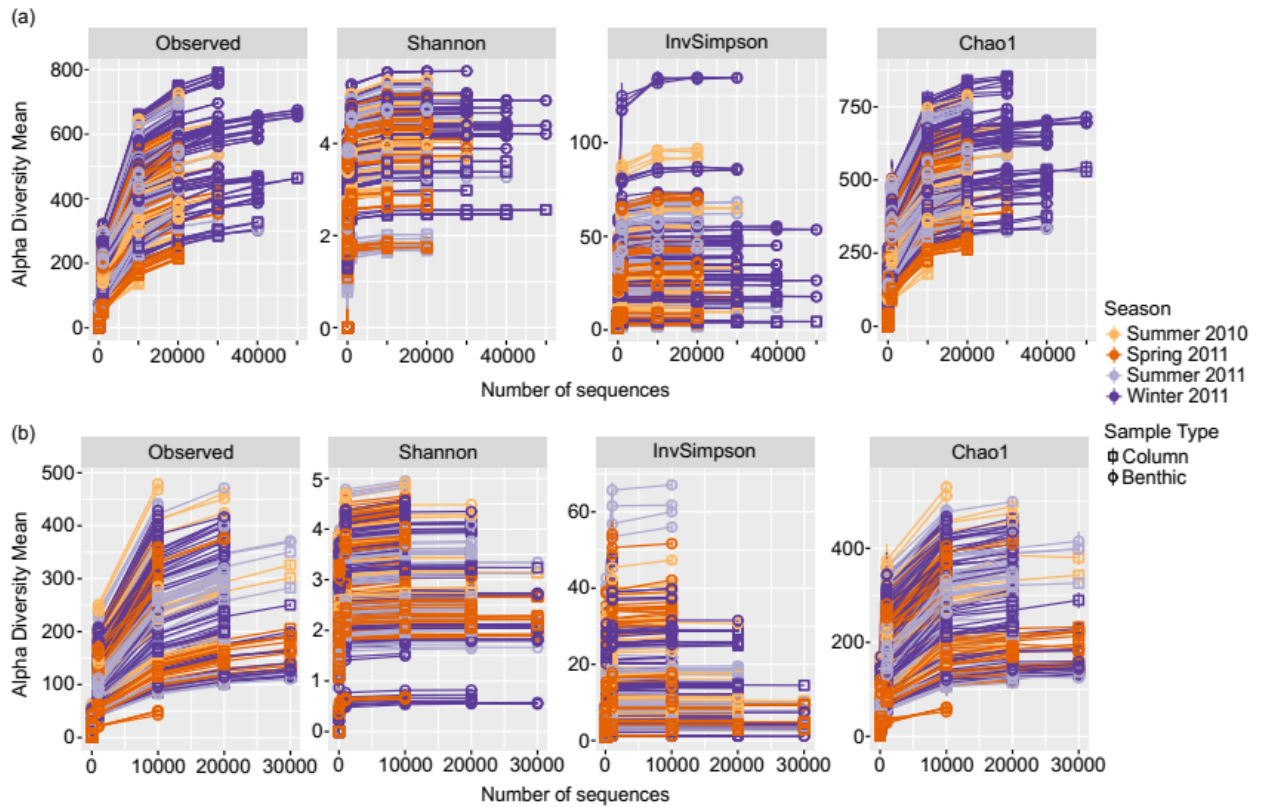 (a)
Observed
Shannon
InvSimpson
Chao1
Alpha Diversity Mean
800
600
400
200
0
4
2
0
100
50
0
750
500
250
0
0 20000 40000
0 20000 40000
0 20000 40000
0 20000 40000
Number of sequences
Season
Summer 2010
Spring 2011
Summer 2011
Winter 2011
Sample Type
Column
Benthic
(b)
Observed
Shannon
InvSimpson
Chao1
Alpha Diversity Mean
500
400
300
200
100
0
5
4
3
2
1
0
60
40
20
0
400
200
0
0 10000 20000 30000
0 10000 20000 30000
0 10000 20000 30000
0 10000 20000 30000
Number of sequences